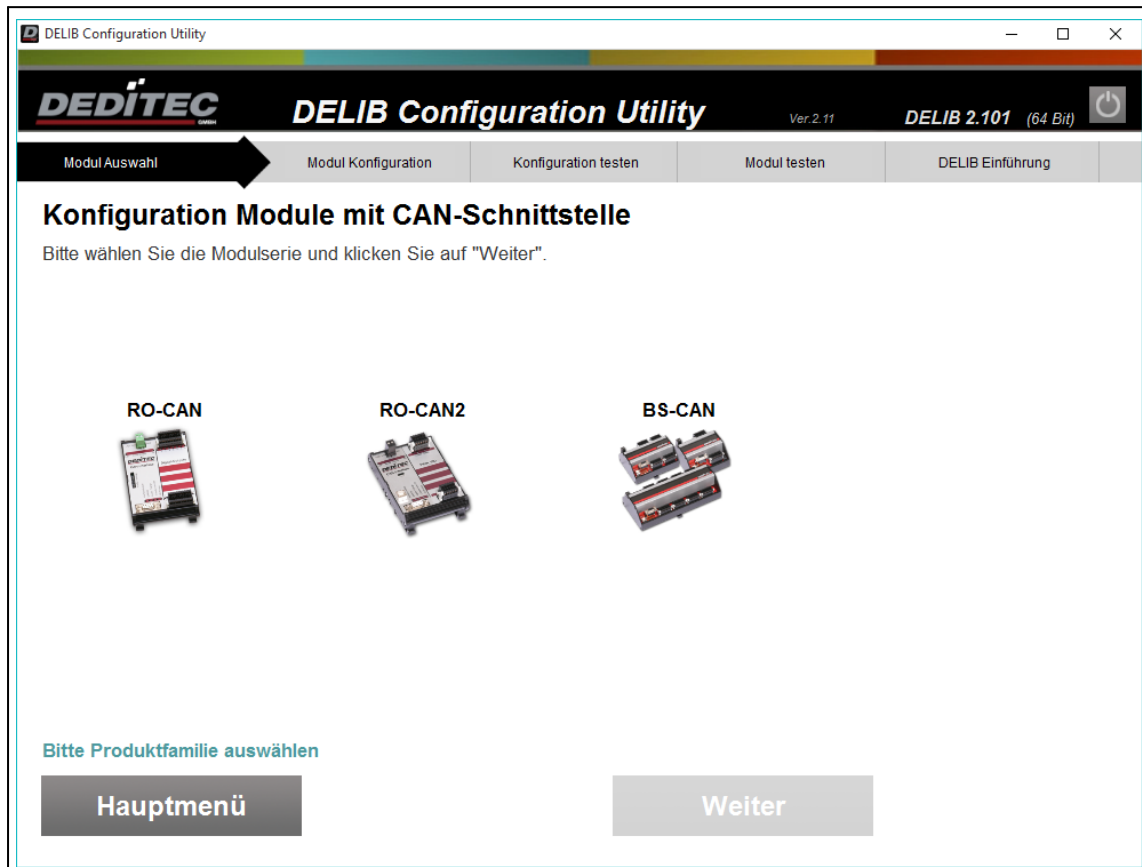 DELIB Configuration Utility
DEDITEC
GMBH
DELIB Configuration Utility
Ver.2.11
DELIB 2.101 (64 Bit)
Modul Auswahl
Modul Konfiguration
Konfiguration testen
Modul testen
DELIB Einführung
Konfiguration Module mit CAN-Schnittstelle
Bitte wählen Sie die Modulserie und klicken Sie auf "Weiter".
RO-CAN
RO-CAN2
BS-CAN
Bitte Produktfamilie auswählen
Hauptmenü
Weiter